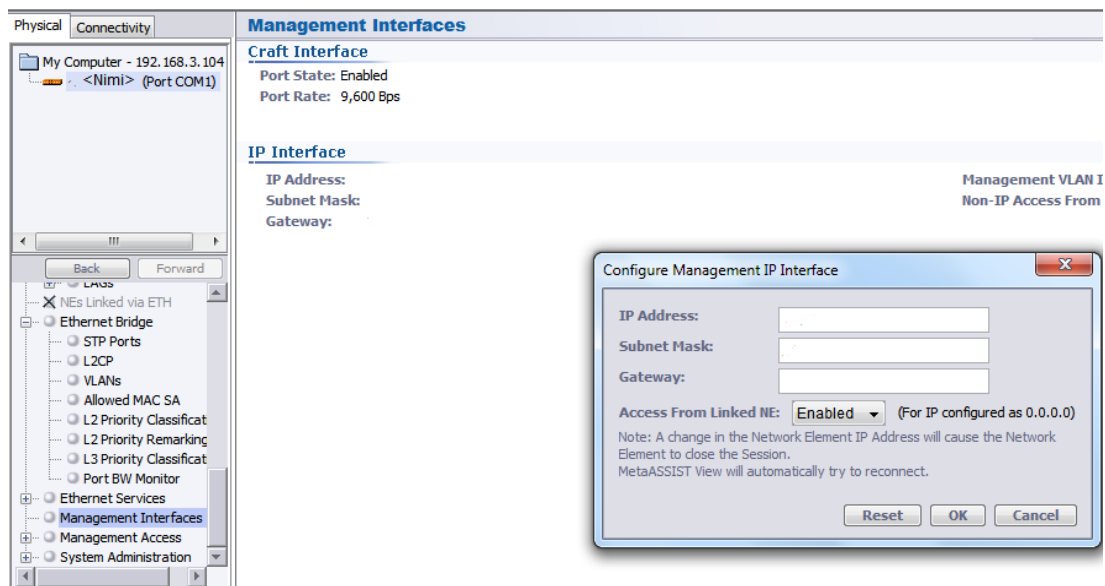 Physical Connectivity
My Computer - 192.168.3.104
<Nimi> (Port COM1)
Back Forward
LAGs
NEs Linked via ETH
Ethernet Bridge
STP Ports
L2CP
VLANs
Allowed MAC SA
L2 Priority Classificat
L2 Priority Remarking
L3 Priority Classificat
Port BW Monitor
Ethernet Services
Management Interfaces
Management Access
System Administration
Management Interfaces
Craft Interface
Port State: Enabled
Port Rate: 9,600 Bps
IP Interface
IP Address:
Subnet Mask:
Gateway:
Management VLAN I
Non-IP Access From
Configure Management IP Interface
IP Address:
Subnet Mask:
Gateway:
Access From Linked NE: Enabled (For IP configured as 0.0.0.0)
Note: A change in the Network Element IP Address will cause the Network
Element to close the Session.
MetaASSIST View will automatically try to reconnect.
Reset OK Cancel